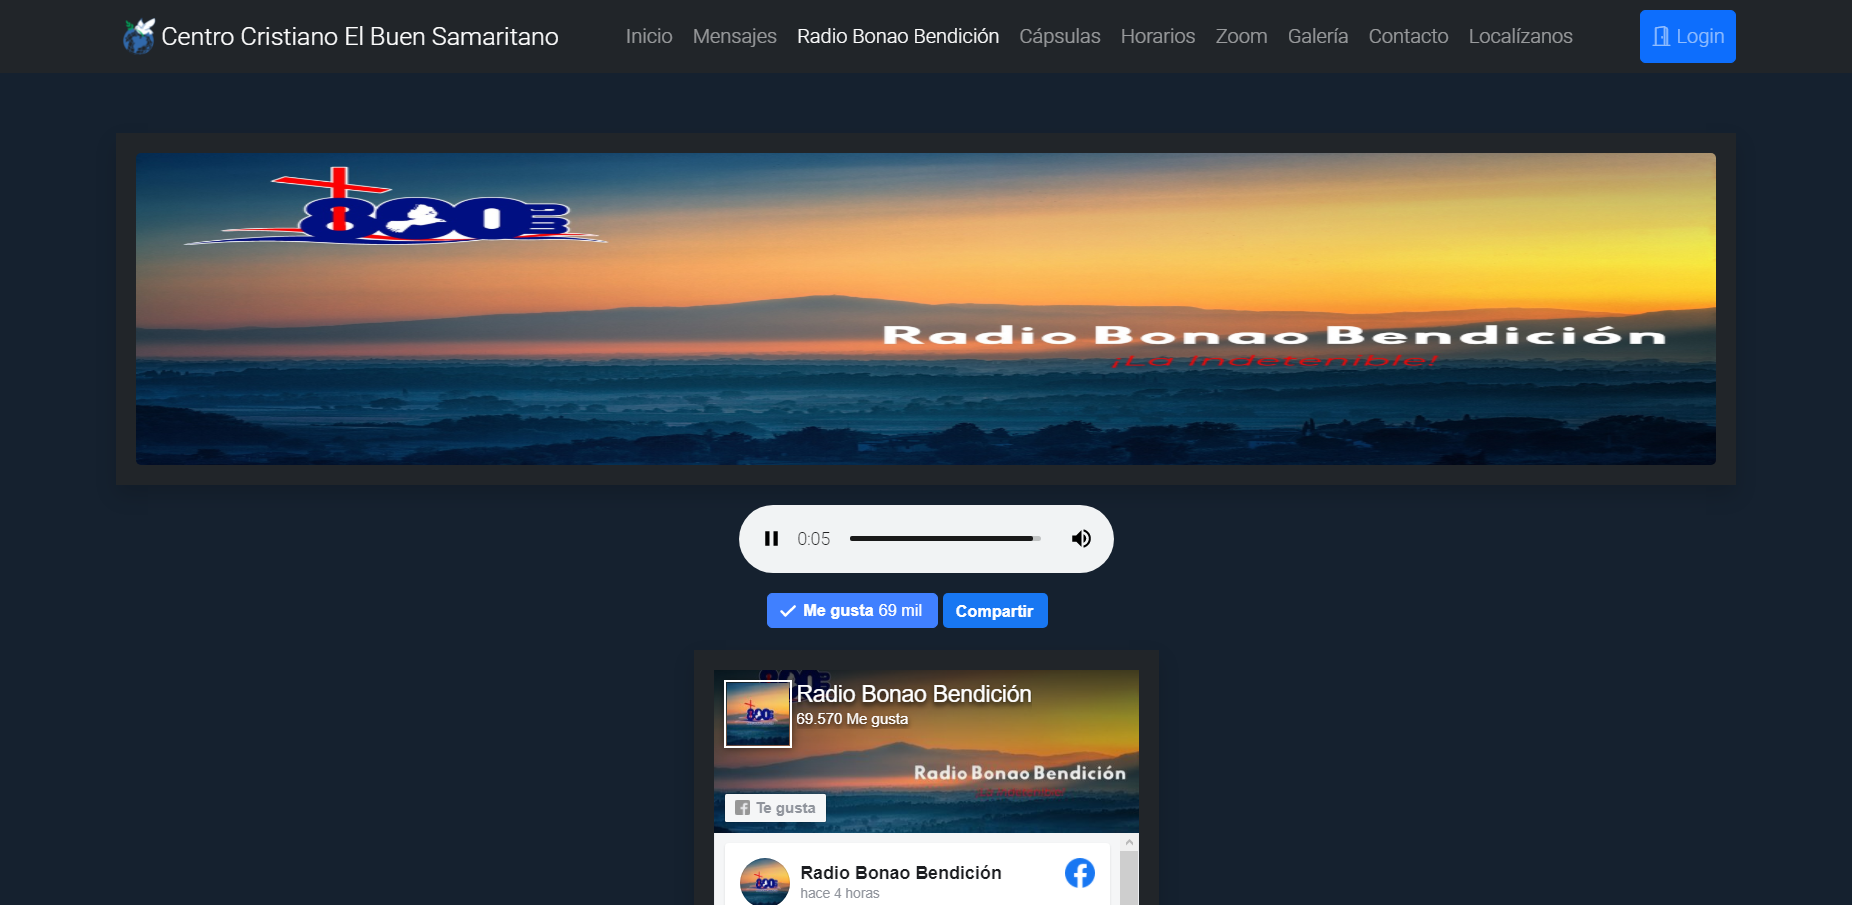 Centro Cristiano El Buen Samaritano
Inicio Mensajes Radio Bonao Bendición Cápsulas Horarios Zoom Galería Contacto Localízanos
Login
800
Radio Bonao Bendición
¡La Indetenible!
0:05
Me gusta 69 mil
Compartir
Radio Bonao Bendición
69.570 Me gusta
Radio Bonao Bendición
Te gusta
Radio Bonao Bendición
hace 4 horas